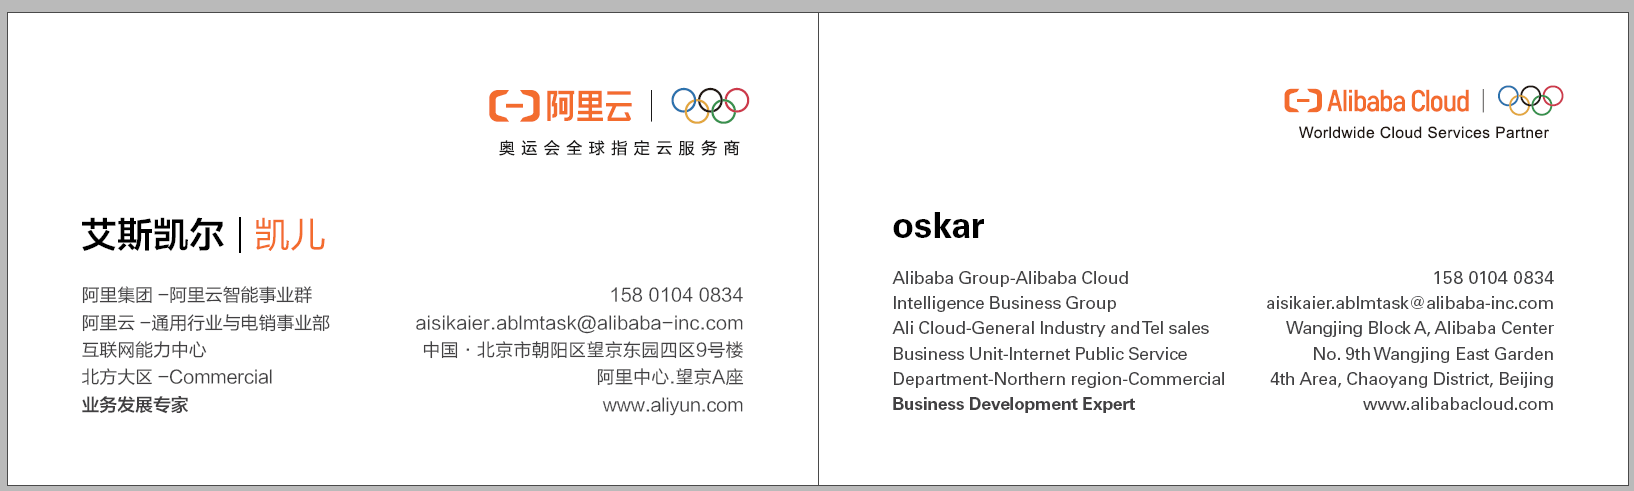 阿里云
奥运会全球指定云服务商
艾斯凯尔 | 凯儿
阿里集团 -阿里云智能事业群
阿里云 -通用行业与电销事业部
互联网能力中心
北方大区 -Commercial
业务发展专家
158 0104 0834
aisikaier.ablmtask@alibaba-inc.com
中国 · 北京市朝阳区望京东园四区9号楼
阿里中心.望京A座
www.aliyun.com
Alibaba Cloud
Worldwide Cloud Services Partner
oskar
Alibaba Group-Alibaba Cloud
Intelligence Business Group
Ali Cloud-General Industry and Tel sales
Business Unit-Internet Public Service
Department-Northern region-Commercial
Business Development Expert
158 0104 0834
aisikaier.ablmtask@alibaba-inc.com
Wangjing Block A, Alibaba Center
No. 9th Wangjing East Garden
4th Area, Chaoyang District, Beijing
www.alibabacloud.com